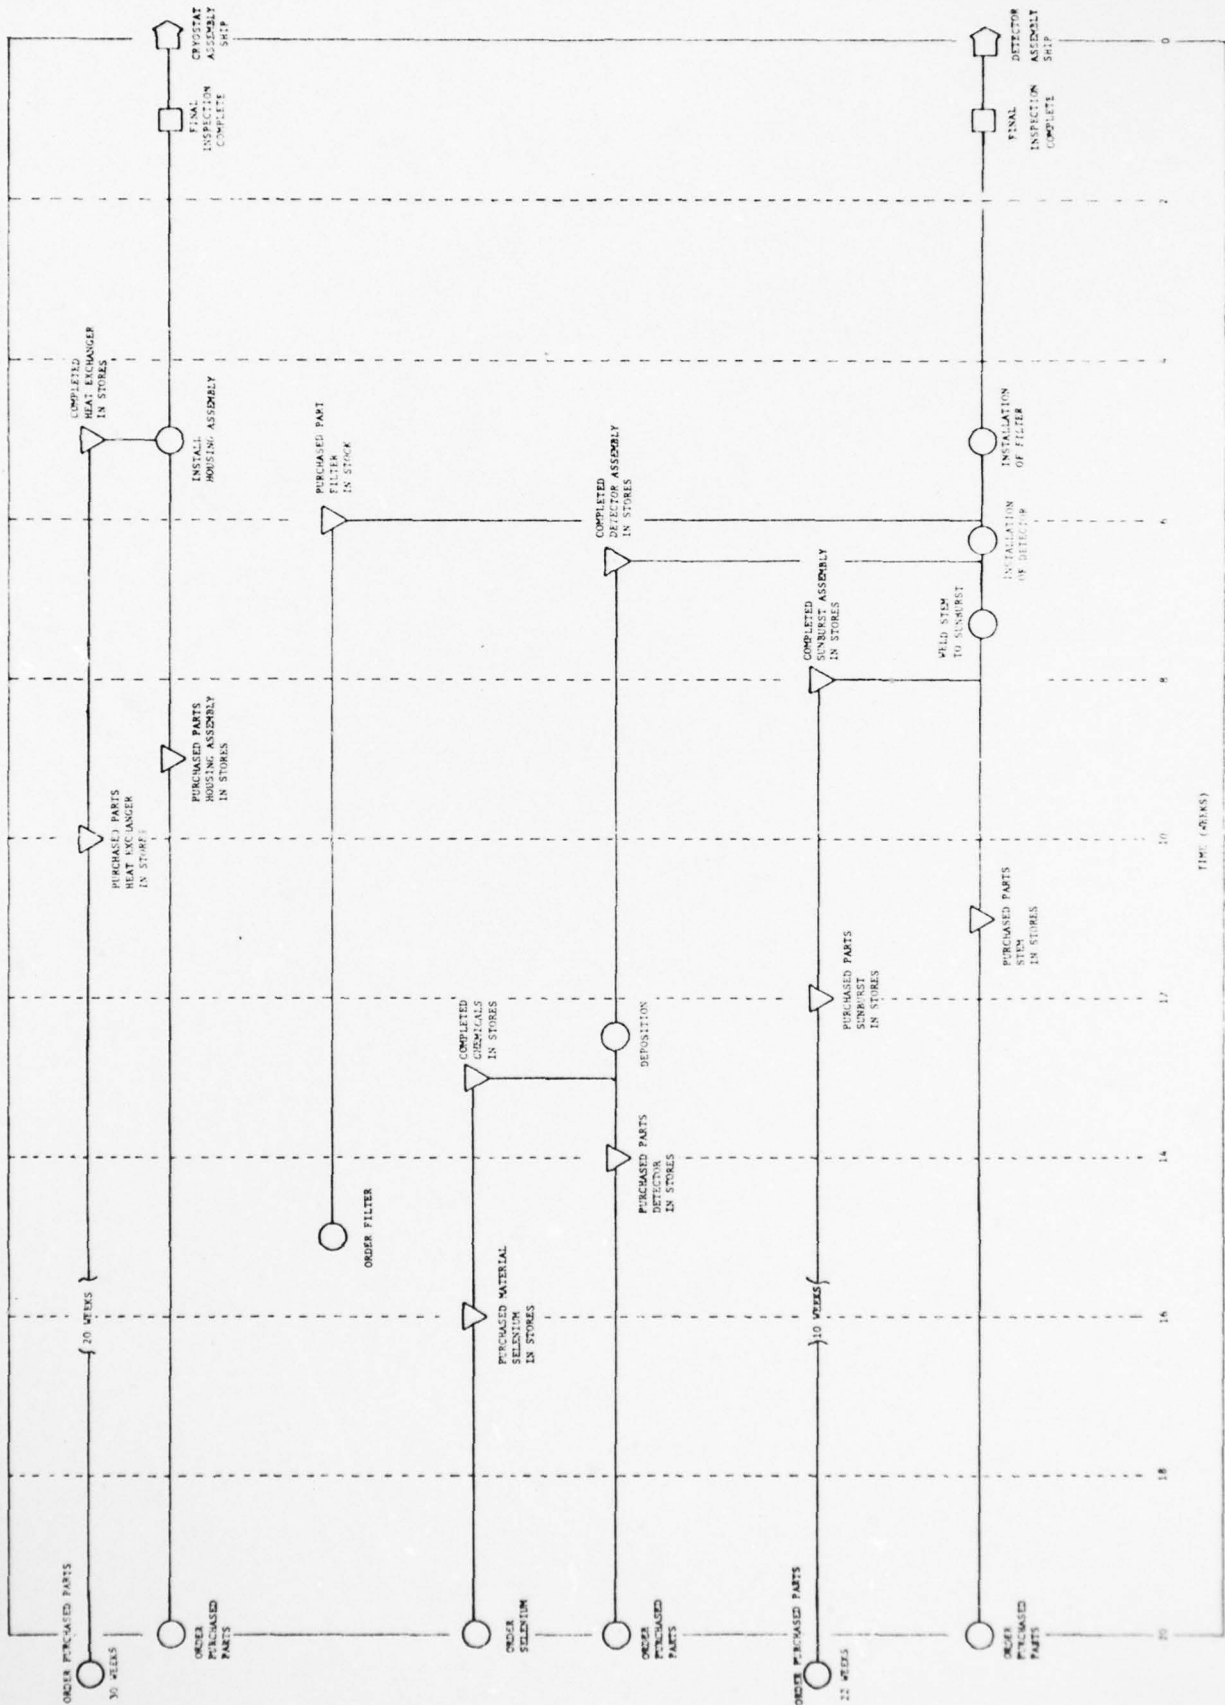 ORDER PURCHASED PARTS
30 WEEKS
20 WEEKS
PURCHASED PARTS
HEAT EXCHANGER
IN STORES
COMPLETED
HEAT EXCHANGER
IN STORES
ORDER
PURCHASED
PARTS
PURCHASED PARTS
HOUSING ASSEMBLY
IN STORES
INSTALL
HOUSING ASSEMBLY
FINAL
INSPECTION
COMPLETE
CRYOSTAT
ASSEMBLY
SHIP
ORDER FILTER
PURCHASED PART
FILTER
IN STOCK
ORDER
SELENIUM
PURCHASED MATERIAL
SELENIUM
IN STORES
COMPLETED
CHEMICALS
IN STORES
ORDER
PURCHASED
PARTS
PURCHASED PARTS
DETECTOR
IN STORES
DEPOSITION
COMPLETED
DETECTOR ASSEMBLY
IN STORES
ORDER PURCHASED PARTS
22 WEEKS
10 WEEKS
PURCHASED PARTS
SUNBURST
IN STORES
COMPLETED
SUNBURST ASSEMBLY
IN STORES
ORDER
PURCHASED
PARTS
PURCHASED PARTS
STEM
IN STORES
WELD STEM
TO SUNBURST
INSTALLATION
OF DETECTOR
INSTALLATION
OF FILTER
FINAL
INSPECTION
COMPLETE
DETECTOR
ASSEMBLY
SHIP
20 18 16 14 12 10 8 6 4 2 0
TIME (WEEKS)